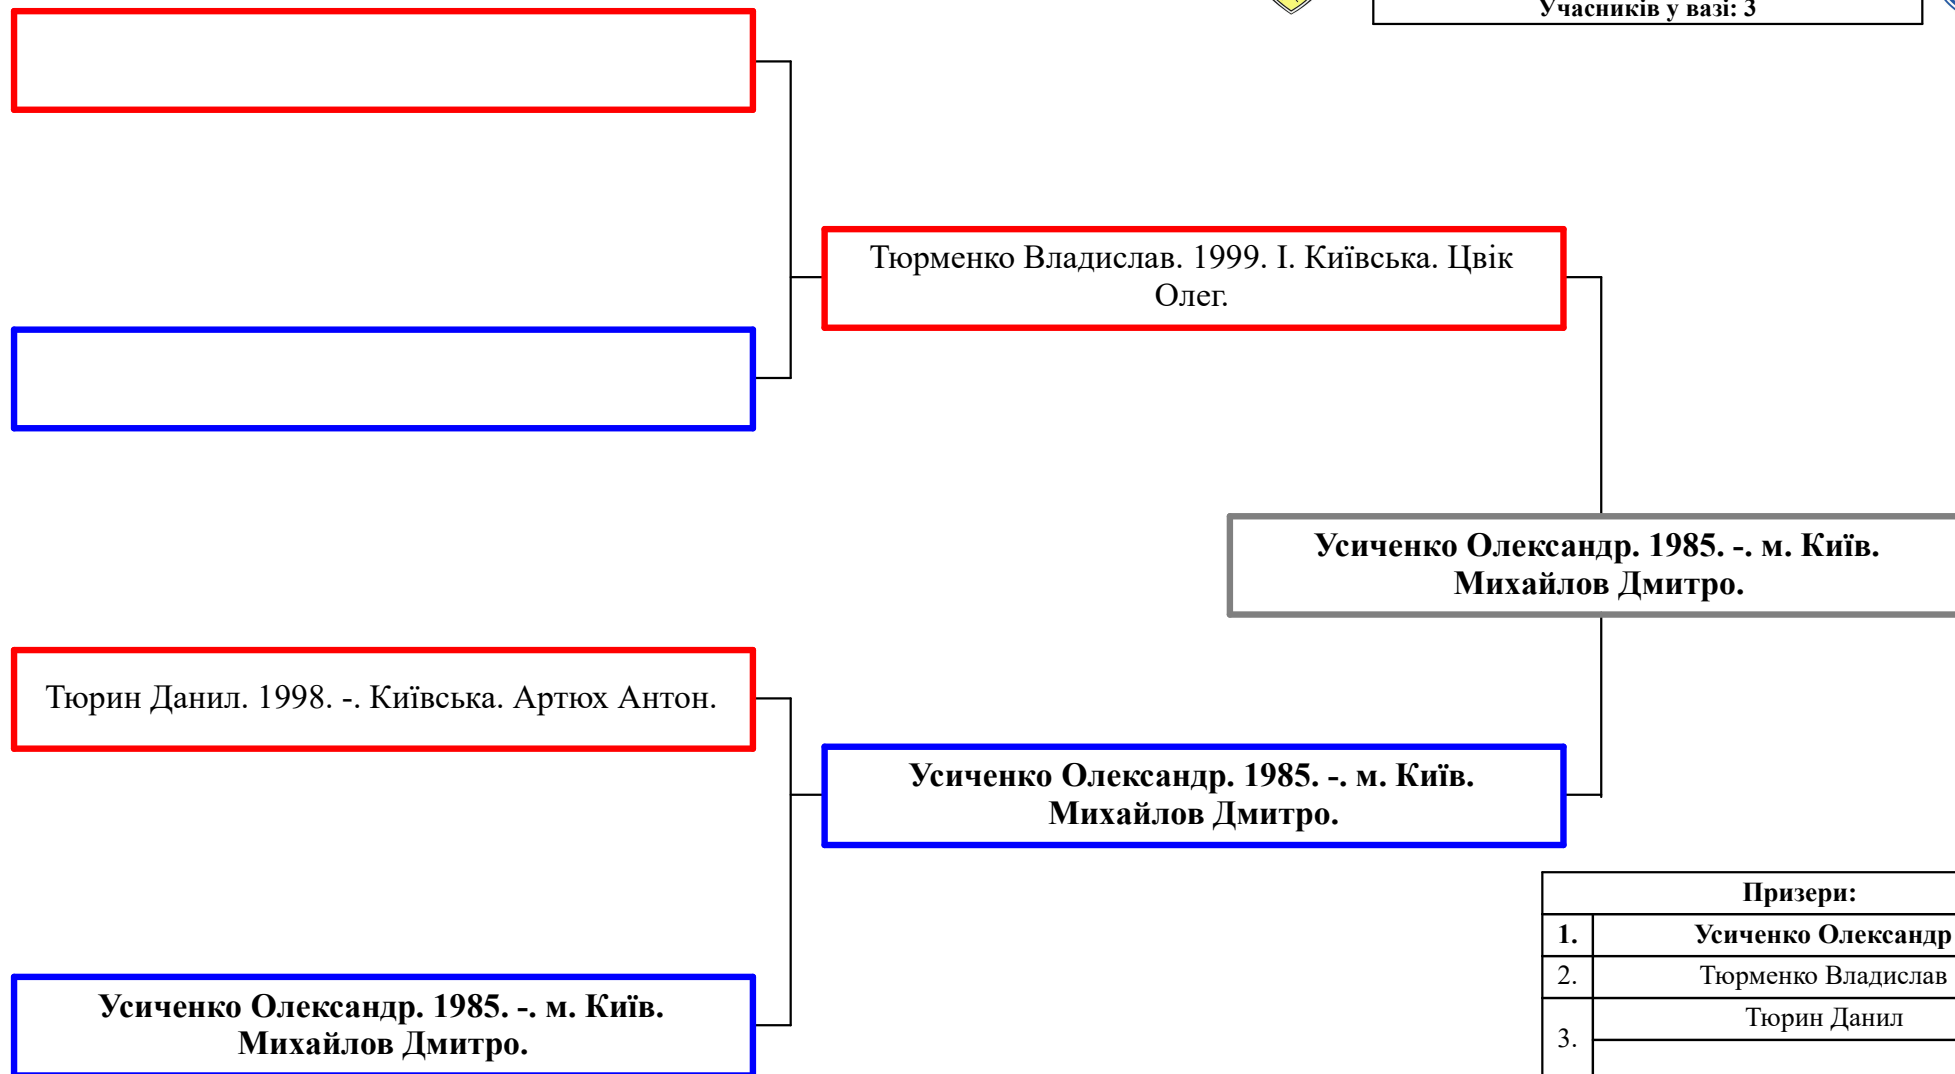 Учасників у вазі: 3
Тюрменко Владислав. 1999. І. Київська. Цвік
Олег.
Усиченко Олександр. 1985. -. м. Київ.
Михайлов Дмитро.
Тюрин Данил. 1998. -. Київська. Артюх Антон.
Усиченко Олександр. 1985. -. м. Київ.
Михайлов Дмитро.
Усиченко Олександр. 1985. -. м. Київ.
Михайлов Дмитро.
Призери:
1. Усиченко Олександр
2. Тюрменко Владислав
3. Тюрин Данил